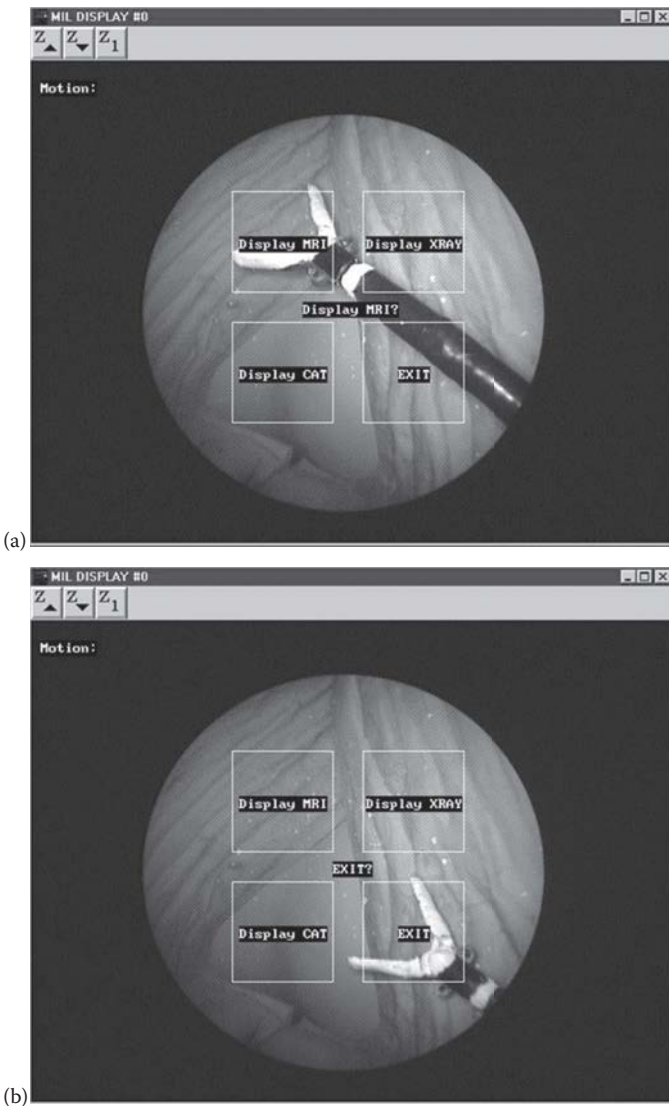 MIL DISPLAY #0
Z Z Z1
Motion:
Display MRI Display XRAY
Display MRI?
Display CAT EXIT
(a)
MIL DISPLAY #0
Z Z Z1
Motion:
Display MRI Display XRAY
EXIT?
Display CAT EXIT
(b)